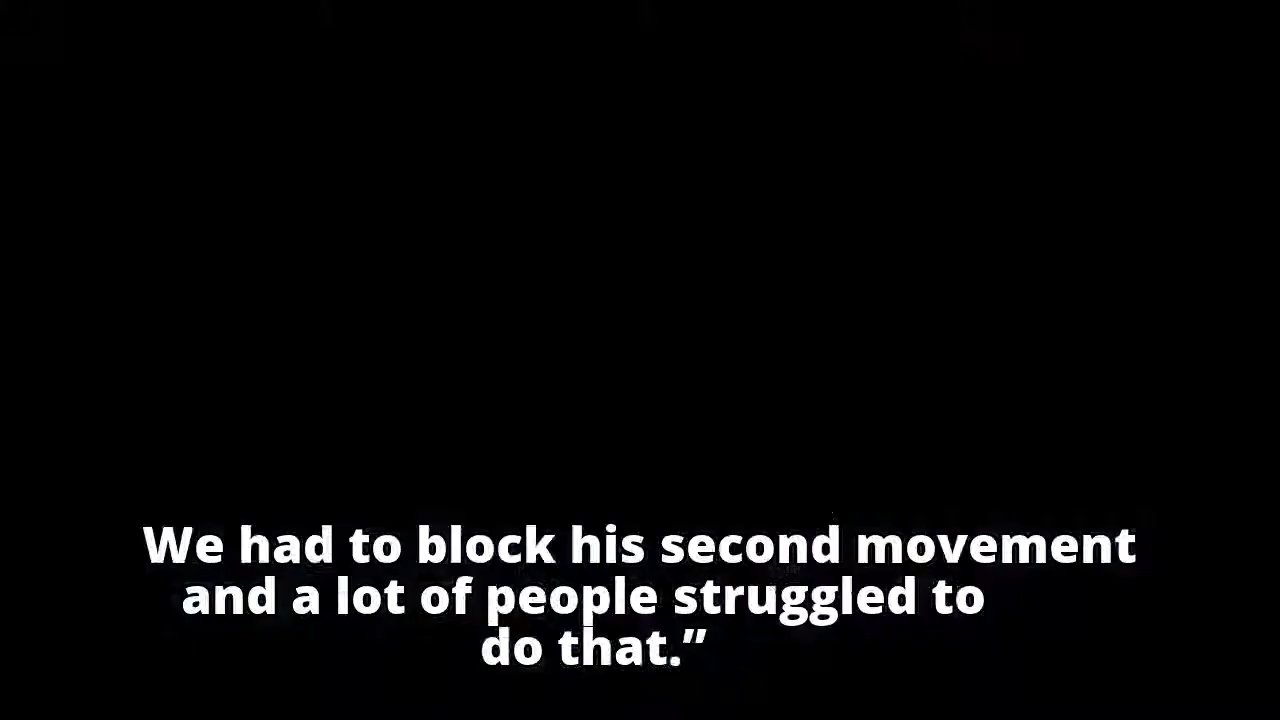 We had to block his second movement
and a lot of people struggled to
do that.”